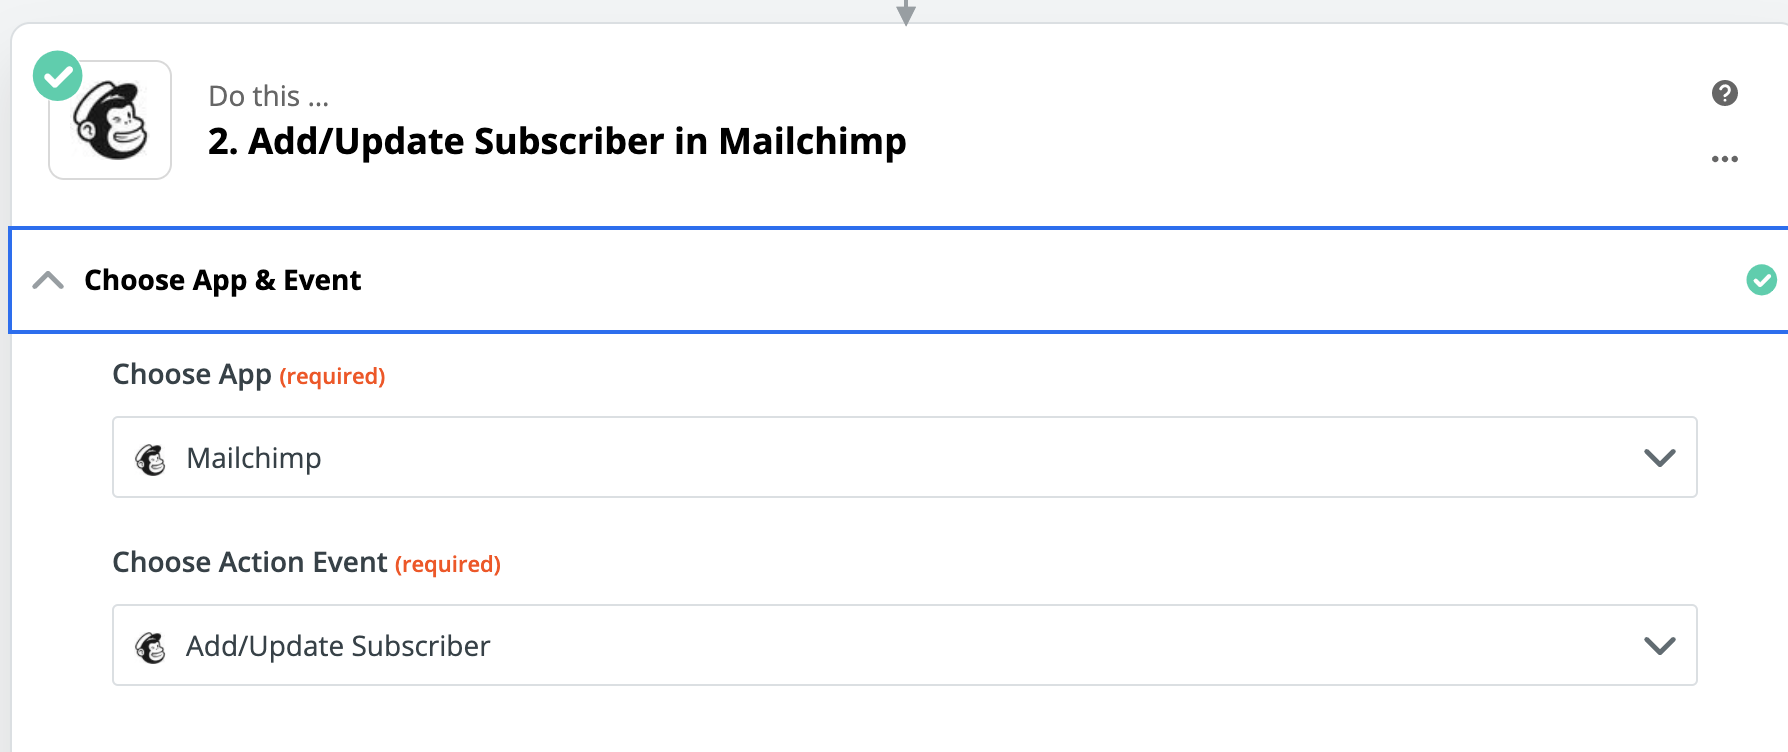 Do this ...
2. Add/Update Subscriber in Mailchimp
Choose App & Event
Choose App (required)
Mailchimp
Choose Action Event (required)
Add/Update Subscriber